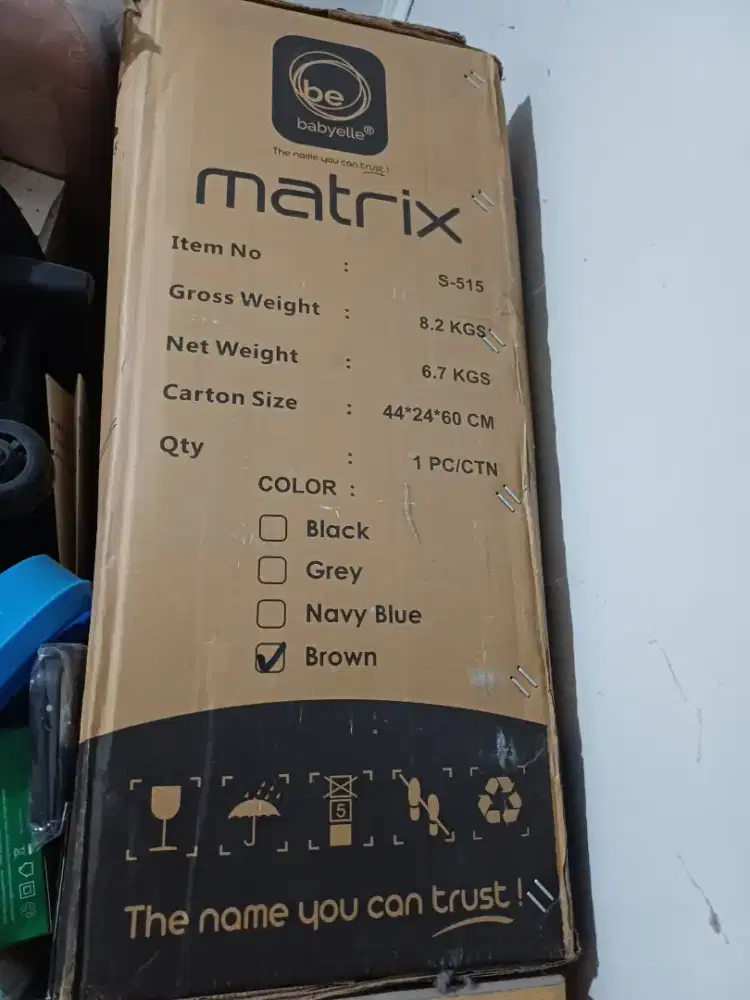 be
babyelle®
The name you can trust!
matrix
Item No : S-515
Gross Weight : 8.2 KGS
Net Weight : 6.7 KGS
Carton Size : 44*24*60 CM
Qty : 1 PC/CTN
COLOR :
Black
Grey
Navy Blue
Brown
5
The name you can trust!